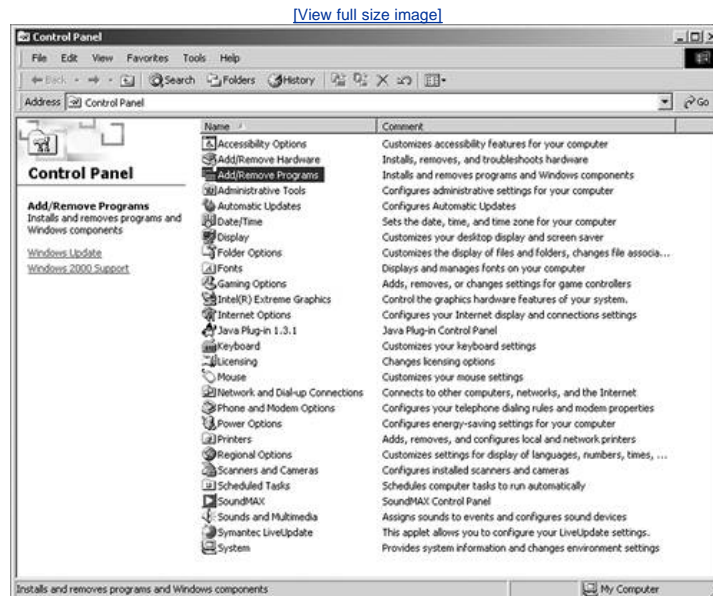 [View full size image]
Control Panel
File Edit View Favorites Tools Help
Back Search Folders History
Address Control Panel Go
Name Comment
Control Panel
Add/Remove Programs
Installs and removes programs and
Windows components
Windows Update
Windows 2000 Support
Accessibility Options Customizes accessibility features for your computer
Add/Remove Hardware Installs, removes, and troubleshoots hardware
Add/Remove Programs Installs and removes programs and Windows components
Administrative Tools Configures administrative settings for your computer
Automatic Updates Configures Automatic Updates
Date/Time Sets the date, time, and time zone for your computer
Display Customizes your desktop display and screen saver
Folder Options Customizes the display of files and folders, changes file associa...
Fonts Displays and manages fonts on your computer
Gaming Options Adds, removes, or changes settings for game controllers
Intel(R) Extreme Graphics Control the graphics hardware features of your system.
Internet Options Configures your Internet display and connections settings
Java Plug-in 1.3.1 Java Plug-in Control Panel
Keyboard Customizes your keyboard settings
Licensing Changes licensing options
Mouse Customizes your mouse settings
Network and Dial-up Connections Connects to other computers, networks, and the Internet
Phone and Modem Options Configures your telephone dialing rules and modem properties
Power Options Configures energy-saving settings for your computer
Printers Adds, removes, and configures local and network printers
Regional Options Customizes settings for display of languages, numbers, times, ...
Scanners and Cameras Configures installed scanners and cameras
Scheduled Tasks Schedules computer tasks to run automatically
SoundMAX SoundMAX Control Panel
Sounds and Multimedia Assigns sounds to events and configures sound devices
Symantec LiveUpdate This applet allows you to configure your LiveUpdate settings.
System Provides system information and changes environment settings
Installs and removes programs and Windows components My Computer